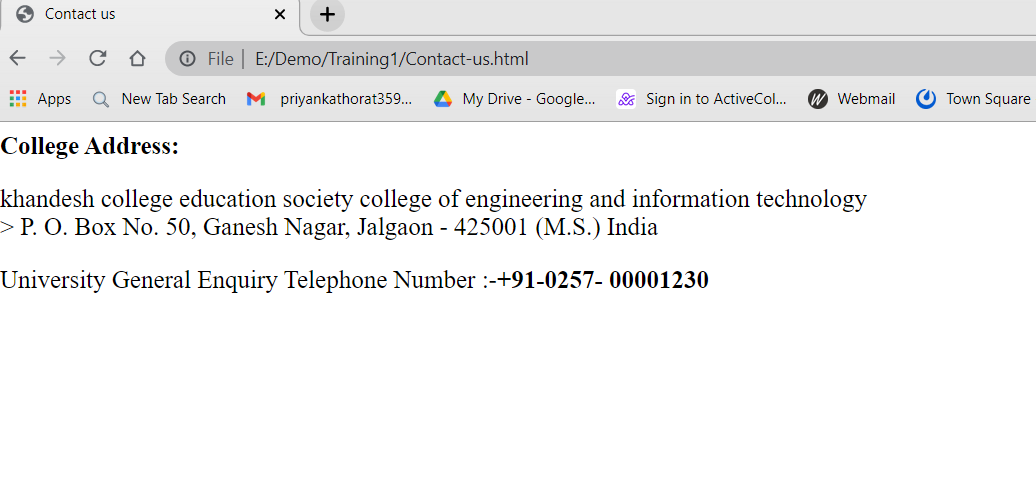 Contact us
File
E:/Demo/Training1/Contact-us.html
Apps New Tab Search priyankathorat359... My Drive - Google... Sign in to ActiveCol... Webmail Town Square
College Address:
khandesh college education society college of engineering and information technology
> P. O. Box No. 50, Ganesh Nagar, Jalgaon - 425001 (M.S.) India
University General Enquiry Telephone Number :-+91-0257- 00001230